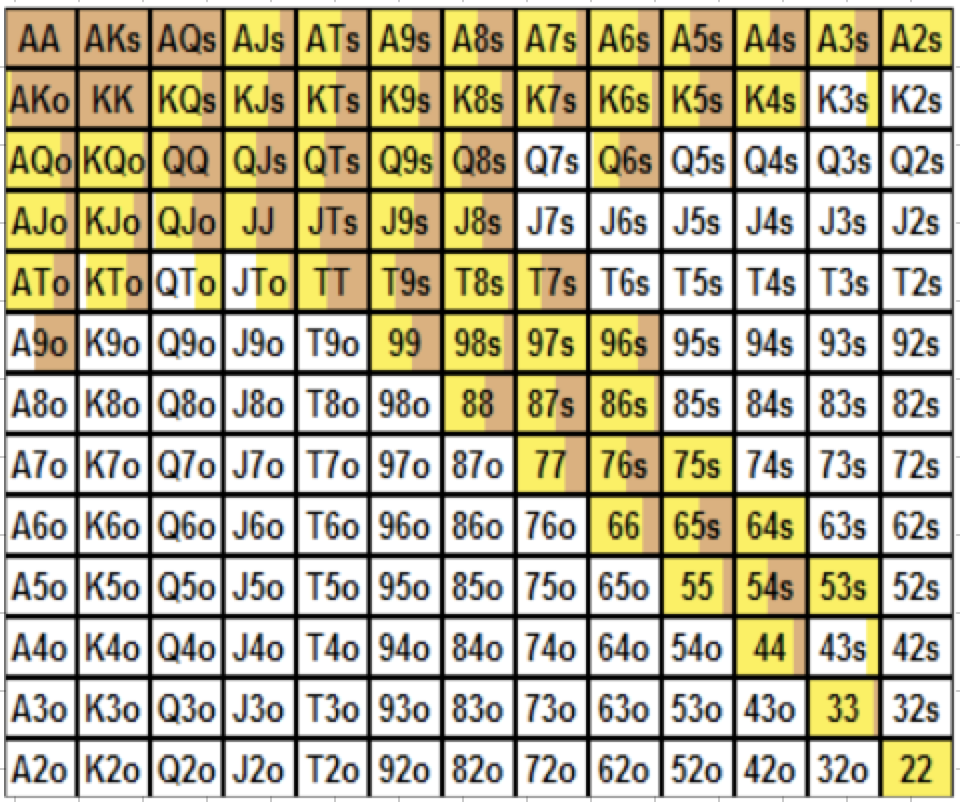 AA AKs AQs AJs ATs A9s A8s A7s A6s A5s A4s A3s A2s
AKo KK KQs KJs KTs K9s K8s K7s K6s K5s K4s K3s K2s
AQo KQo QQ QJs QTs Q9s Q8s Q7s Q6s Q5s Q4s Q3s Q2s
AJo KJo QJo JJ JTs J9s J8s J7s J6s J5s J4s J3s J2s
ATo KTo QTo JTo TT T9s T8s T7s T6s T5s T4s T3s T2s
A9o K9o Q9o J9o T9o 99 98s 97s 96s 95s 94s 93s 92s
A8o K8o Q8o J8o T8o 98o 88 87s 86s 85s 84s 83s 82s
A7o K7o Q7o J7o T7o 97o 87o 77 76s 75s 74s 73s 72s
A6o K6o Q6o J6o T6o 96o 86o 76o 66 65s 64s 63s 62s
A5o K5o Q5o J5o T5o 95o 85o 75o 65o 55 54s 53s 52s
A4o K4o Q4o J4o T4o 94o 84o 74o 64o 54o 44 43s 42s
A3o K3o Q3o J3o T3o 93o 83o 73o 63o 53o 43o 33 32s
A2o K2o Q2o J2o T2o 92o 82o 72o 62o 52o 42o 32o 22